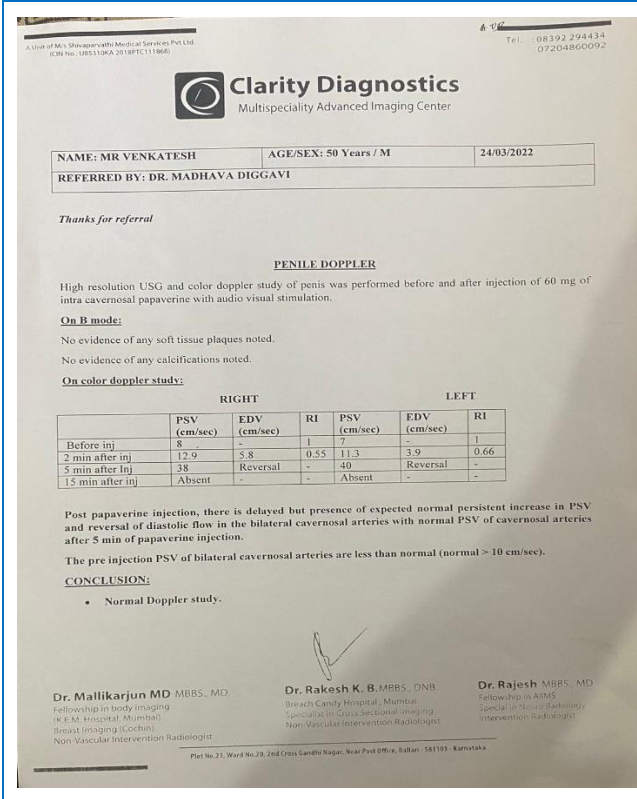 A Unit of M/s Shivaparvathi Medical Services Pvt Ltd.
(CIN No. U85310KA 2018PTC111868)
Tel. : 08392 294434
07204860092
Clarity Diagnostics
Multispeciality Advanced Imaging Center
NAME: MR VENKATESH AGE/SEX: 50 Years / M 24/03/2022
REFERRED BY: DR. MADHAVA DIGGAVI
Thanks for referral
PENILE DOPPLER
High resolution USG and color doppler study of penis was performed before and after injection of 60 mg of
intra cavernosal papaverine with audio visual stimulation.
On B mode:
No evidence of any soft tissue plaques noted.
No evidence of any calcifications noted.
On color doppler study:
RIGHT LEFT
PSV (cm/sec) EDV (cm/sec) RI PSV (cm/sec) EDV (cm/sec) RI
Before inj 8 - 1 7 - 1
2 min after inj 12.9 5.8 0.55 11.3 3.9 0.66
5 min after Inj 38 Reversal - 40 Reversal -
15 min after inj Absent - - Absent - -
Post papaverine injection, there is delayed but presence of expected normal persistent increase in PSV
and reversal of diastolic flow in the bilateral cavernosal arteries with normal PSV of cavernosal arteries
after 5 min of papaverine injection.
The pre injection PSV of bilateral cavernosal arteries are less than normal (normal > 10 cm/sec).
CONCLUSION:
• Normal Doppler study.
Dr. Mallikarjun MD MBBS., MD.
Fellowship in body imaging
(K.E.M. Hospital, Mumbai)
Breast Imaging (Cochin)
Non-Vascular Intervention Radiologist
Dr. Rakesh K. B. MBBS., DNB.
Breach Candy Hospital, Mumbai
Specialist in Cross Sectional imaging
Non-Vascular Intervention Radiologist
Dr. Rajesh MBBS., MD
Fellowship in AIIMS
Special in Neuro Radiology
Intervention Radiologist
Plot No.23, Ward No.29, 2nd Cross Gandhi Nagar, Near Post Office, Ballari - 583103 - Karnataka